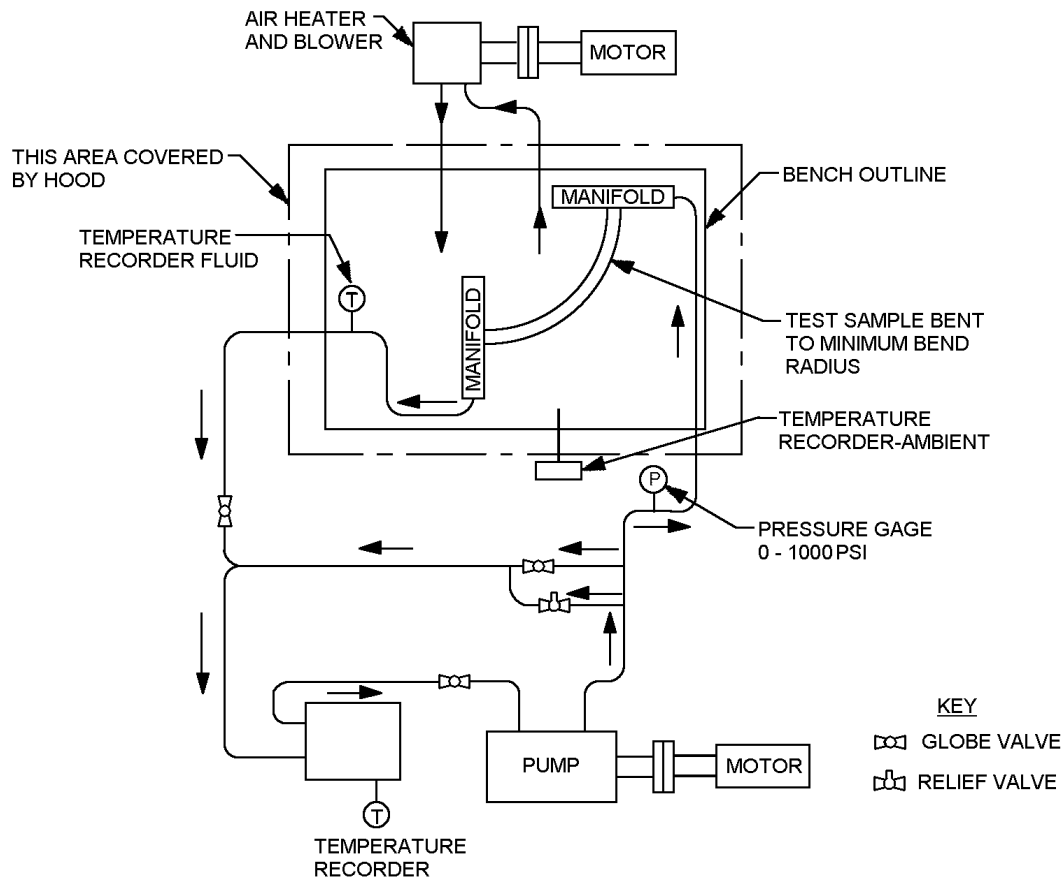 AIR HEATER
AND BLOWER
MOTOR
THIS AREA COVERED
BY HOOD
MANIFOLD
BENCH OUTLINE
TEMPERATURE
RECORDER FLUID
T
MANIFOLD
TEST SAMPLE BENT
TO MINIMUM BEND
RADIUS
TEMPERATURE
RECORDER-AMBIENT
P
PRESSURE GAGE
0 - 1000 PSI
KEY
GLOBE VALVE
RELIEF VALVE
PUMP
MOTOR
T
TEMPERATURE
RECORDER